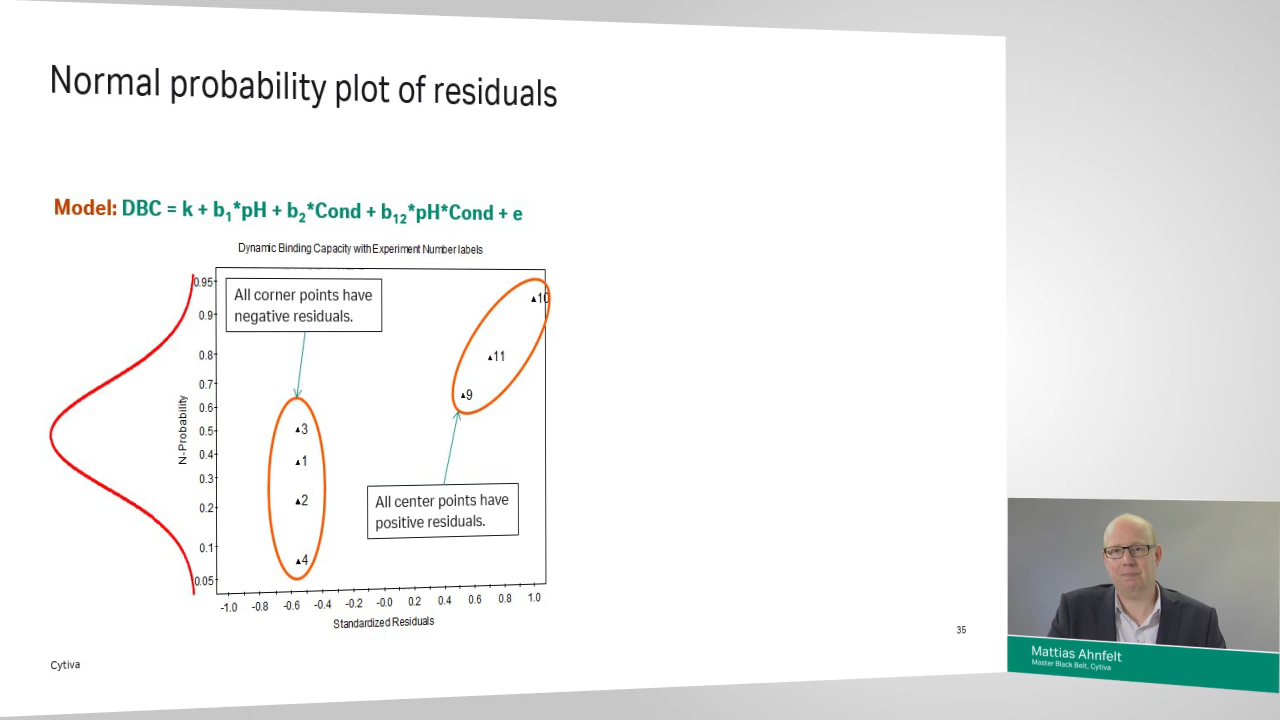 Normal probability plot of residuals
Model: DBC = k + b1*pH + b2*Cond + b12*pH*Cond + e
Dynamic Binding Capacity with Experiment Number labels
0.95
0.9
0.8
0.7
0.6
0.5
0.4
0.3
0.2
0.1
0.05
N-Probability
All corner points have
negative residuals.
10
11
9
3
1
2
4
All center points have
positive residuals.
-1.0 -0.8 -0.6 -0.4 -0.2 -0.0 0.2 0.4 0.6 0.8 1.0
Standardized Residuals
35
Cytiva
Mattias Ahnfelt
Master Black Belt, Cytiva